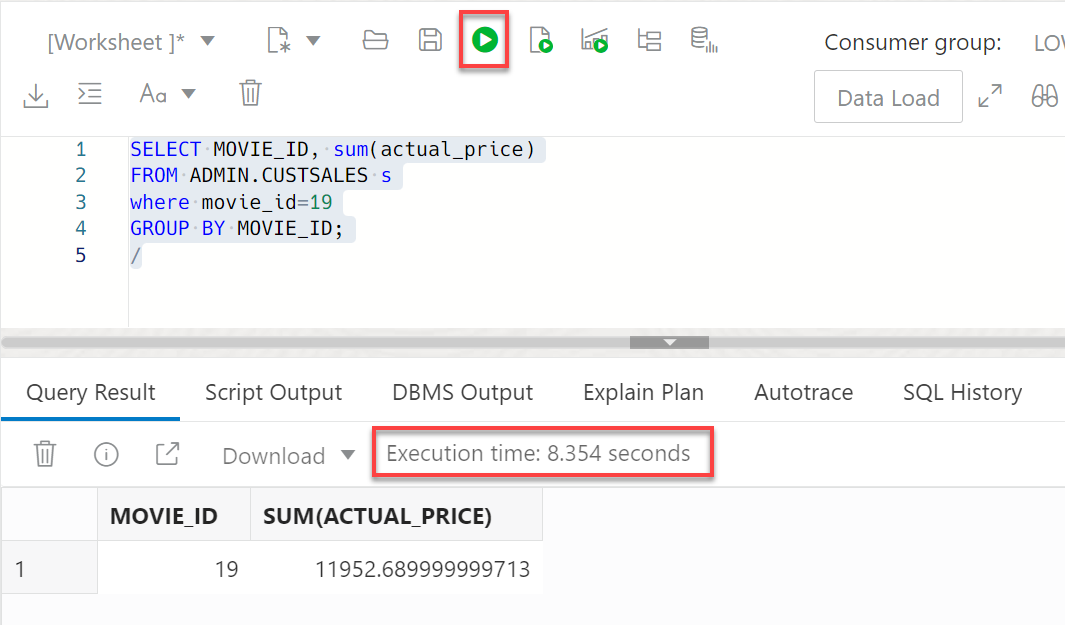 [Worksheet ]*
Consumer group:
Aa
Data Load
1 SELECT MOVIE_ID, sum(actual_price)
2 FROM ADMIN.CUSTSALES s
3 where movie_id=19
4 GROUP BY MOVIE_ID;
5 /
Query Result Script Output DBMS Output Explain Plan Autotrace SQL History
Download Execution time: 8.354 seconds
MOVIE_ID SUM(ACTUAL_PRICE)
1 19 11952.689999999713